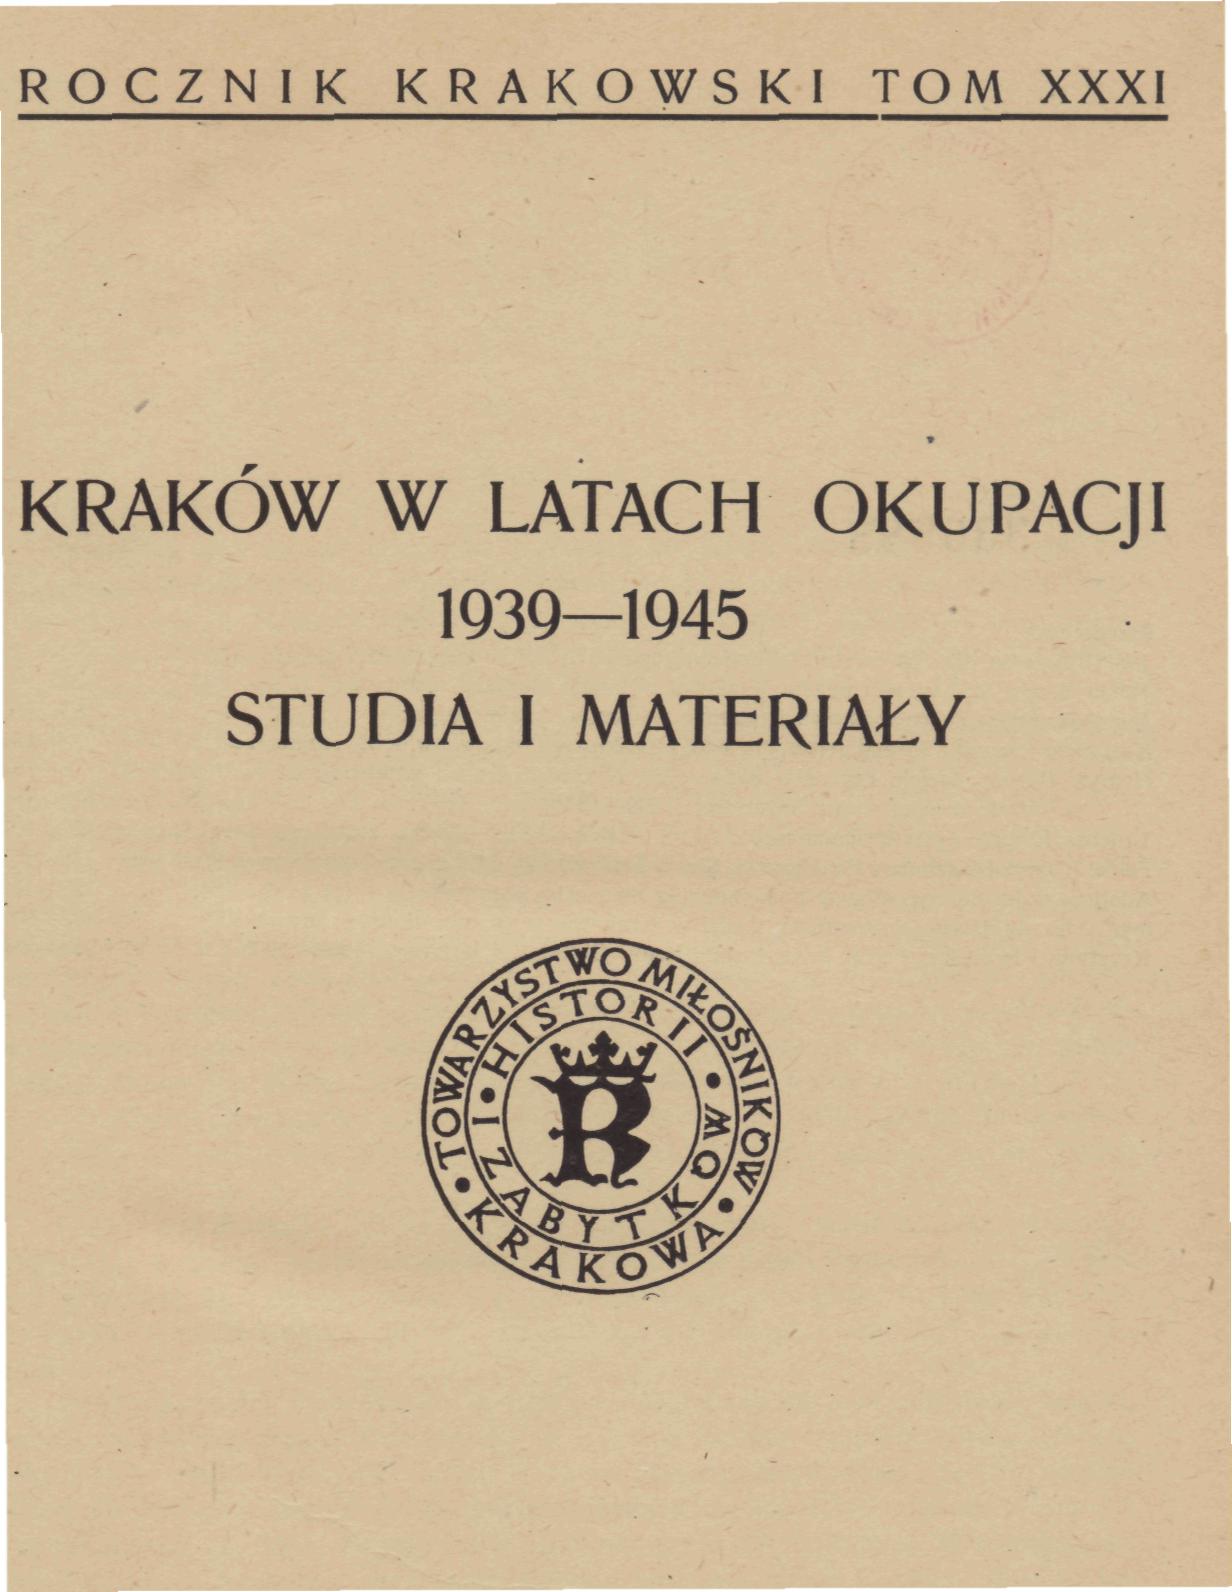 ROCZNIK KRAKOWSKI TOM XXXI
KRAKÓW W LATACH OKUPACJI
1939—1945
STUDIA I MATERIAŁY
TOWARZYSTWO MIŁOŚNIKÓW
• HISTORII •
I ZABYTKÓW
• KRAKOWA •